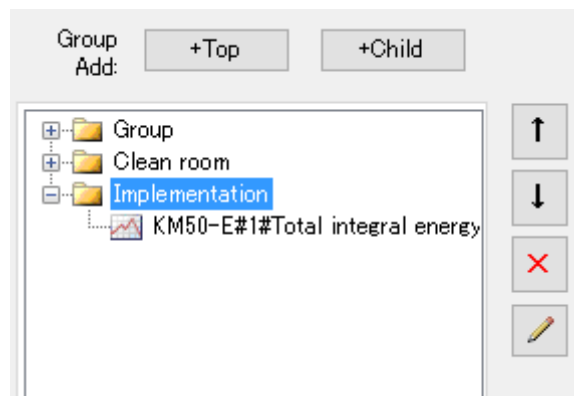 Group
Add:
+Top
+Child
Group
Clean room
Implementation
KM50-E#1#Total integral energy